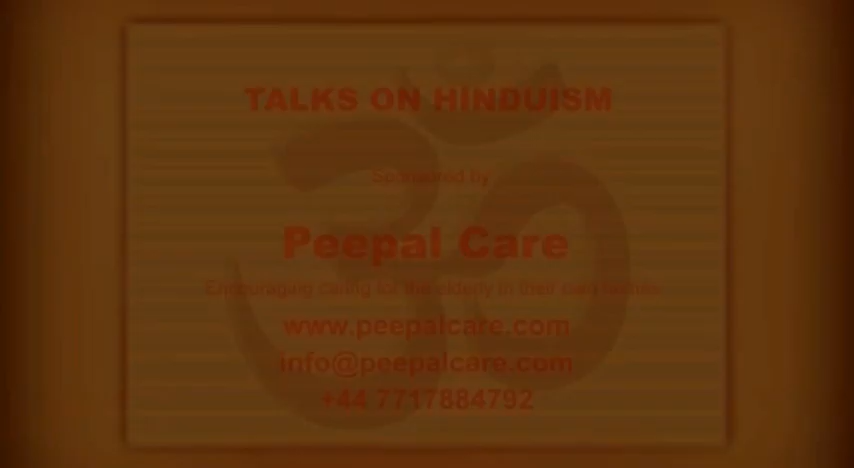 TALKS ON HINDUISM
Sponsored by
Peepal Care
Encouraging caring for the elderly in their own homes
www.peepalcare.com
info@peepalcare.com
+44 7717884792